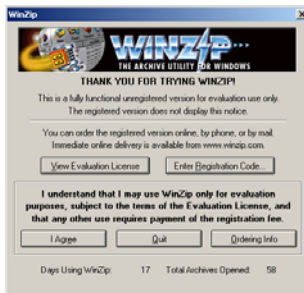 WinZip
WINZIP
THE ARCHIVE UTILITY FOR WINDOWS
THANK YOU FOR TRYING WINZIP!
This is a fully functional unregistered version for evaluation use only.
The registered version does not display this notice.
You can order the registered version online, by phone, or by mail.
Immediate online delivery is available from www.winzip.com.
View Evaluation License
Enter Registration Code...
I understand that I may use WinZip only for evaluation
purposes, subject to the terms of the Evaluation License, and
that any other use requires payment of the registration fee.
I Agree
Quit
Ordering Info
Days Using WinZip: 17 Total Archives Opened: 58